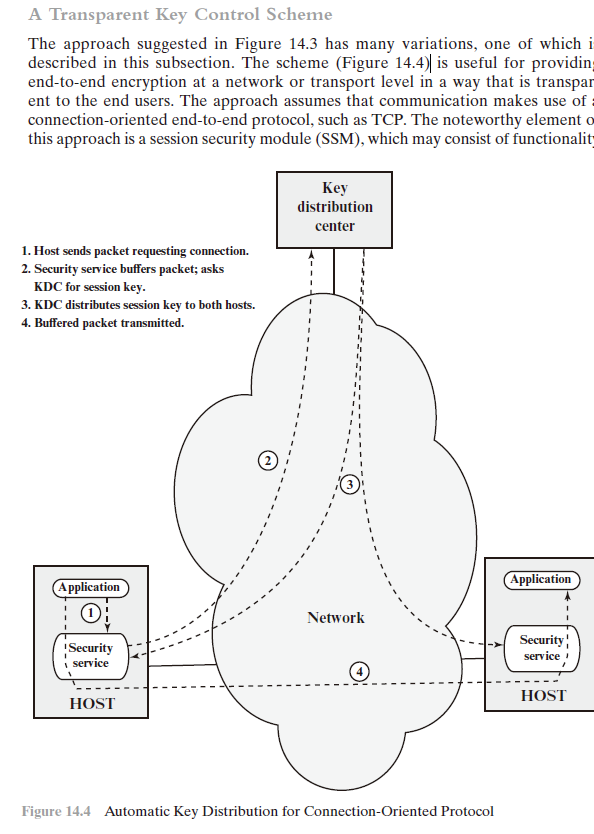 A Transparent Key Control Scheme
The approach suggested in Figure 14.3 has many variations, one of which
described in this subsection. The scheme (Figure 14.4) is useful for
end-to-end encryption at a network or transport level in a way that is
ent to the end users. The approach assumes that communication makes use of
connection-oriented end-to-end protocol, such as TCP. The noteworthy element
this approach is a session security module (SSM), which may consist of
Key
distribution
center
1. Host sends packet requesting connection.
2. Security service buffers packet; asks
KDC for session key.
3. KDC distributes session key to both hosts.
4. Buffered packet transmitted.
2
3
Application
1
Security
service
HOST
Network
4
Application
Security
service
HOST
Figure 14.4 Automatic Key Distribution for Connection-Oriented Protocol